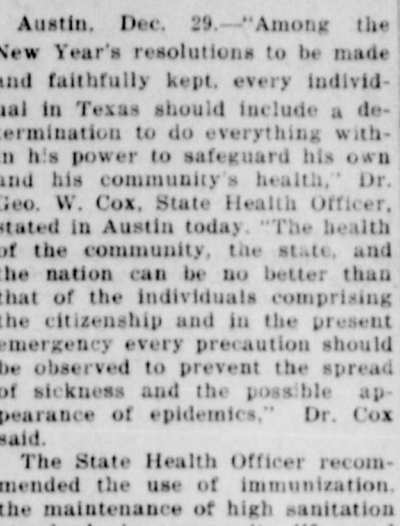 Austin, Dec. 29.—"Among the
New Year's resolutions to be made
and faithfully kept, every individ-
ual in Texas should include a de-
termination to do everything with-
in his power to safeguard his own
and his community's health," Dr.
Geo. W. Cox, State Health Officer,
stated in Austin today. "The health
of the community, the state, and
the nation can be no better than
that of the individuals comprising
the citizenship and in the present
emergency every precaution should
be observed to prevent the spread
of sickness and the possible ap-
pearance of epidemics," Dr. Cox
said.
The State Health Officer recom-
mended the use of immunization,
the maintenance of high sanitation